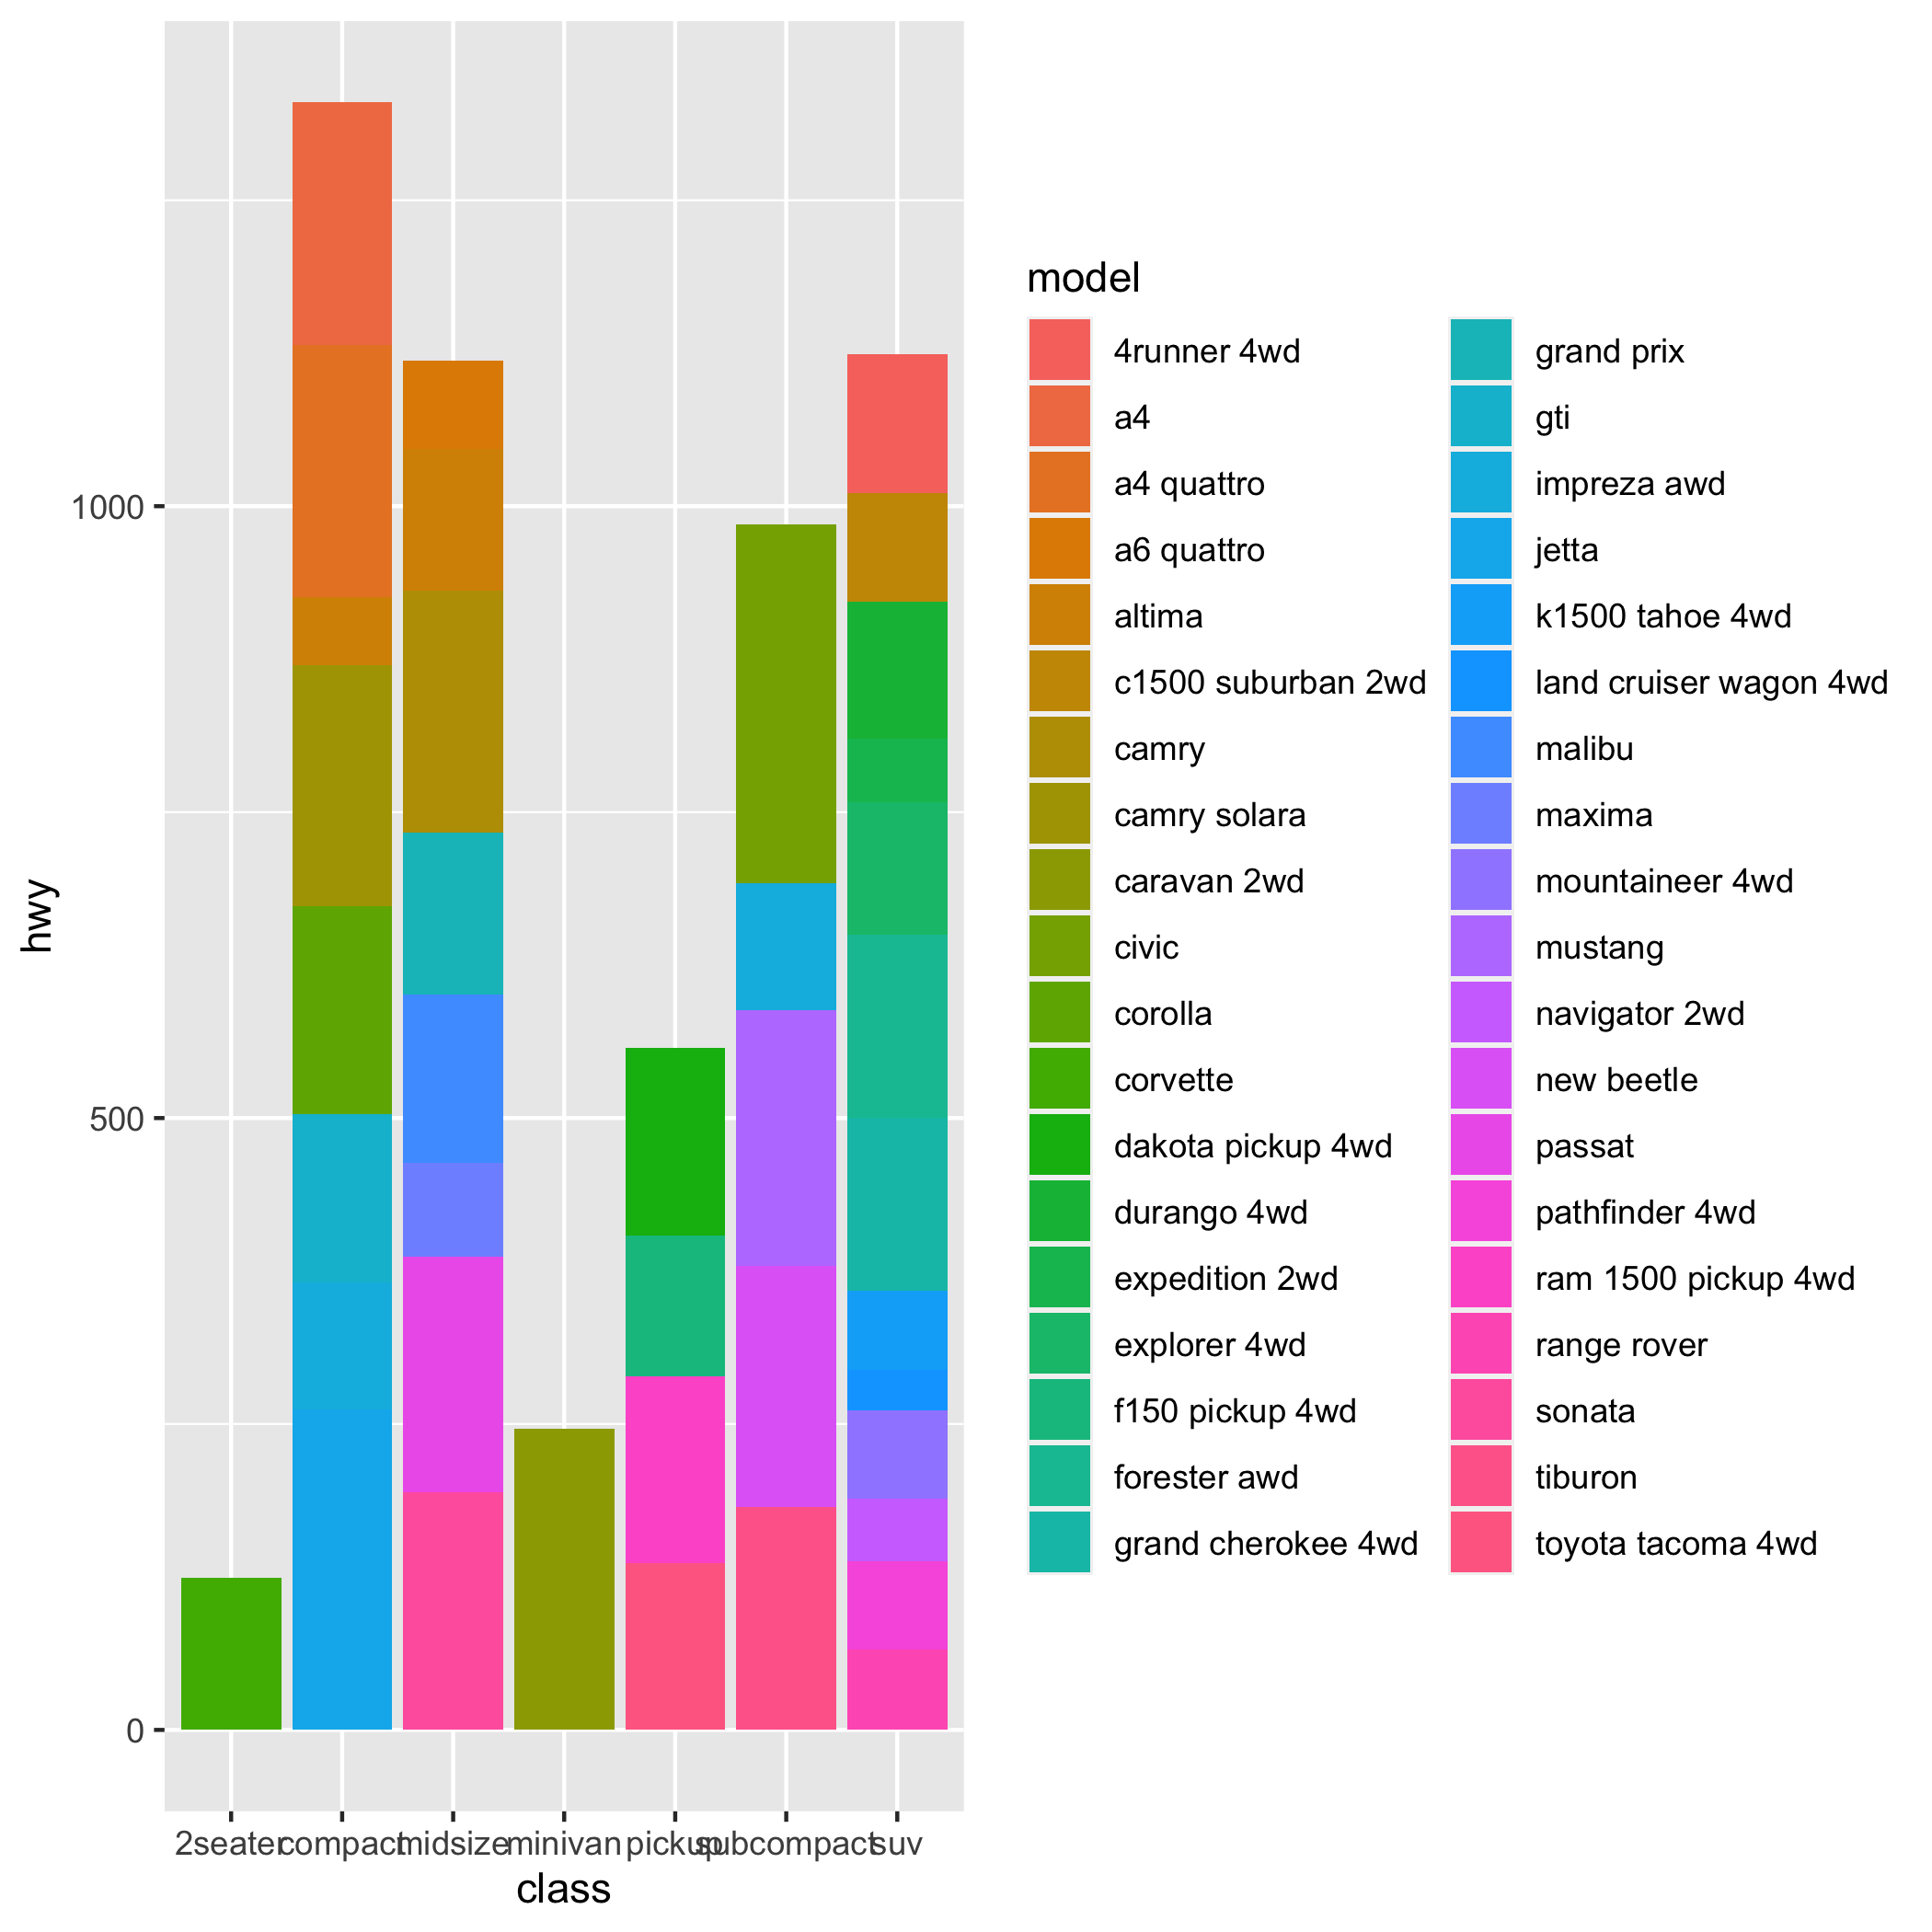 hwy
1000
500
0
2seater compact midsize minivan pickup subcompact suv
class
model
4runner 4wd
a4
a4 quattro
a6 quattro
altima
c1500 suburban 2wd
camry
camry solara
caravan 2wd
civic
corolla
corvette
dakota pickup 4wd
durango 4wd
expedition 2wd
explorer 4wd
f150 pickup 4wd
forester awd
grand cherokee 4wd
grand prix
gti
impreza awd
jetta
k1500 tahoe 4wd
land cruiser wagon 4wd
malibu
maxima
mountaineer 4wd
mustang
navigator 2wd
new beetle
passat
pathfinder 4wd
ram 1500 pickup 4wd
range rover
sonata
tiburon
toyota tacoma 4wd